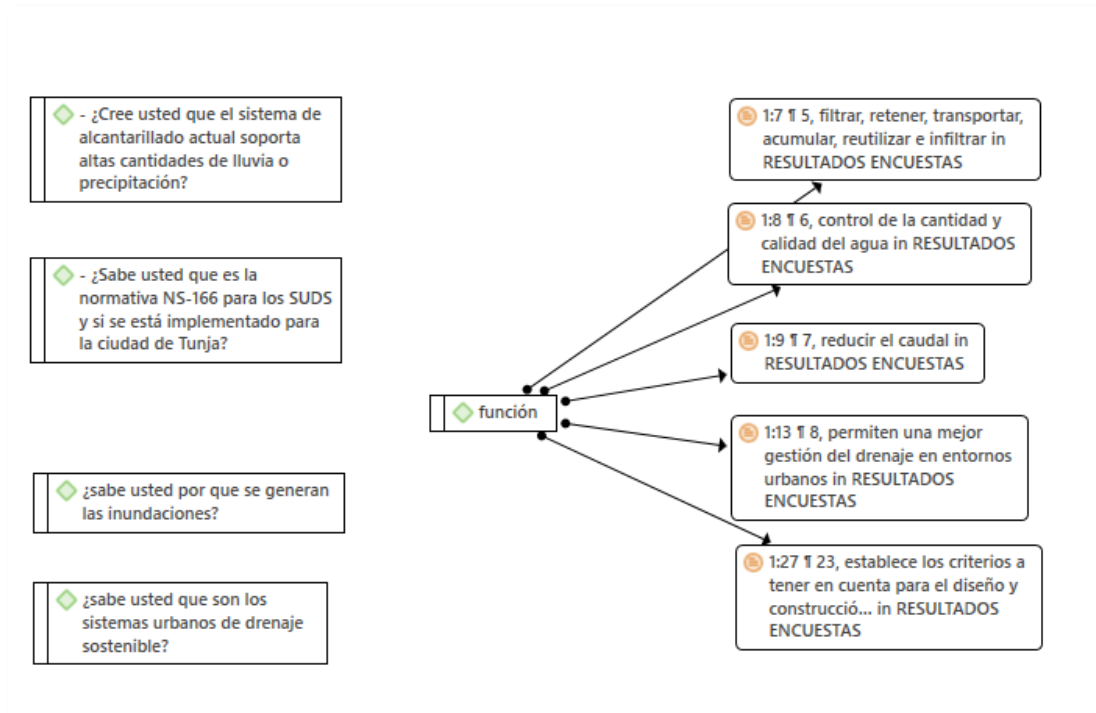 - ¿Cree usted que el sistema de
alcantarillado actual soporta
altas cantidades de lluvia o
precipitación?
- ¿Sabe usted que es la
normativa NS-166 para los SUDS
y si se está implementado para
la ciudad de Tunja?
¿sabe usted por que se generan
las inundaciones?
¿sabe usted que son los
sistemas urbanos de drenaje
sostenible?
función
1:7 ¶ 5, filtrar, retener, transportar,
acumular, reutilizar e infiltrar in
RESULTADOS ENCUESTAS
1:8 ¶ 6, control de la cantidad y
calidad del agua in RESULTADOS
ENCUESTAS
1:9 ¶ 7, reducir el caudal in
RESULTADOS ENCUESTAS
1:13 ¶ 8, permiten una mejor
gestión del drenaje en entornos
urbanos in RESULTADOS
ENCUESTAS
1:27 ¶ 23, establece los criterios a
tener en cuenta para el diseño y
construcció... in RESULTADOS
ENCUESTAS